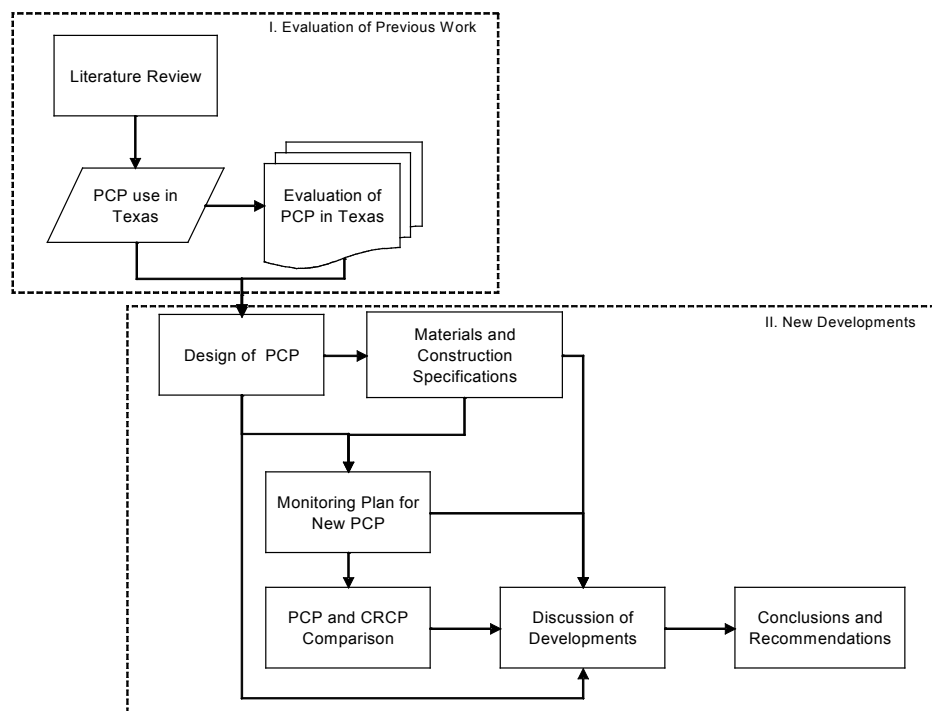 I. Evaluation of Previous Work
Literature Review
PCP use in
Texas
Evaluation of
PCP in Texas
II. New Developments
Design of PCP
Materials and
Construction
Specifications
Monitoring Plan for
New PCP
PCP and CRCP
Comparison
Discussion of
Developments
Conclusions and
Recommendations